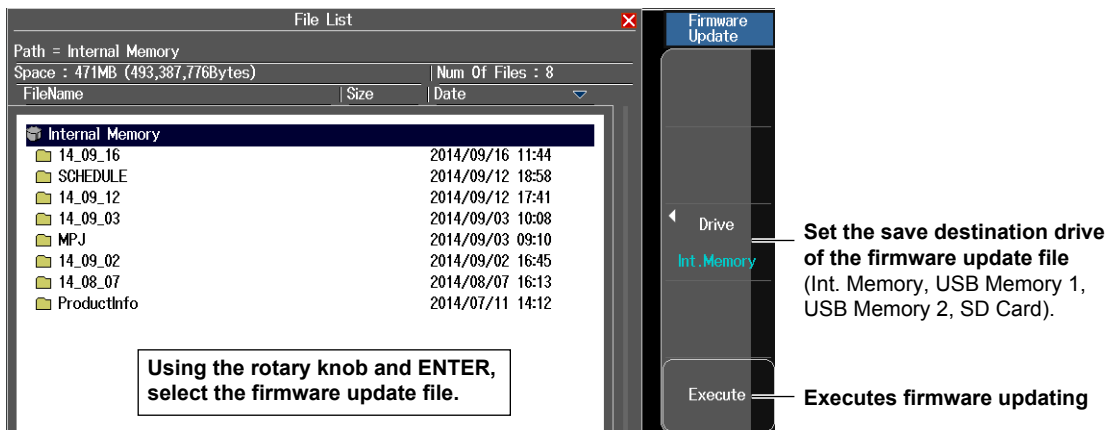 File List
Path = Internal Memory
Space : 471MB (493,387,776Bytes) Num Of Files : 8
FileName Size Date
Internal Memory
14_09_16 2014/09/16 11:44
SCHEDULE 2014/09/12 18:58
14_09_12 2014/09/12 17:41
14_09_03 2014/09/03 10:08
MPJ 2014/09/03 09:10
14_09_02 2014/09/02 16:45
14_08_07 2014/08/07 16:13
ProductInfo 2014/07/11 14:12
Using the rotary knob and ENTER,
select the firmware update file.
Firmware
Update
Drive
Int.Memory
Execute
Set the save destination drive
of the firmware update file
(Int. Memory, USB Memory 1,
USB Memory 2, SD Card).
Executes firmware updating